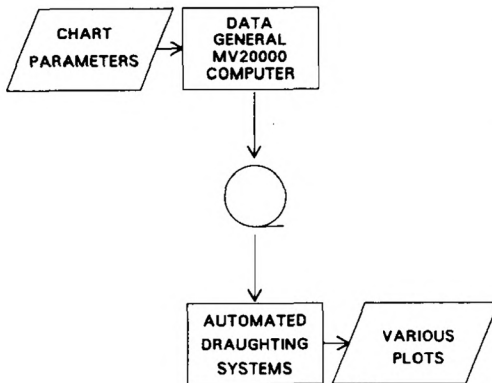 CHART
PARAMETERS
DATA
GENERAL
MV20000
COMPUTER
AUTOMATED
DRAUGHTING
SYSTEMS
VARIOUS
PLOTS